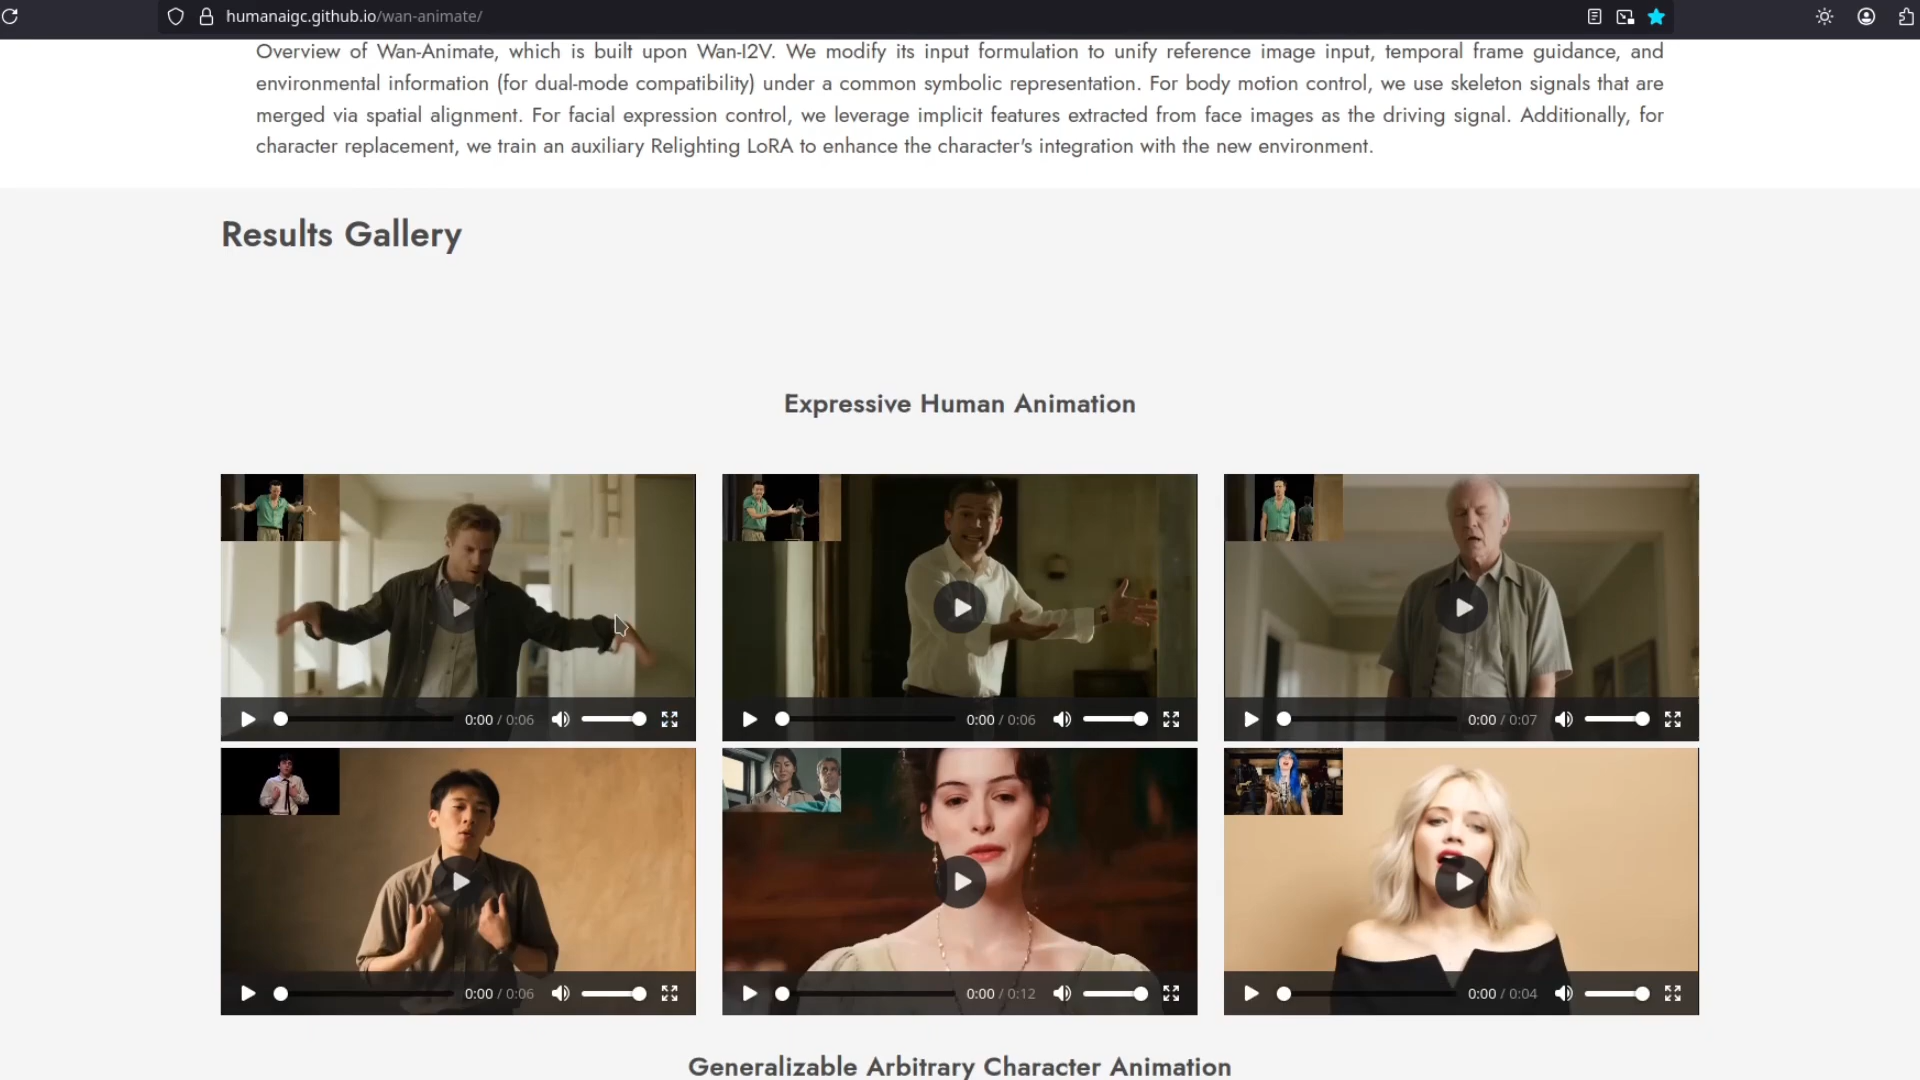 humanaigc.github.io/wan-animate/
Overview of Wan-Animate, which is built upon Wan-I2V. We modify its input formulation to unify reference image input, temporal frame guidance, and
environmental information (for dual-mode compatibility) under a common symbolic representation. For body motion control, we use skeleton signals that are
merged via spatial alignment. For facial expression control, we leverage implicit features extracted from face images as the driving signal. Additionally, for
character replacement, we train an auxiliary Relighting LoRA to enhance the character's integration with the new environment.
Results Gallery
Expressive Human Animation
0:00 / 0:06
0:00 / 0:06
0:00 / 0:07
0:00 / 0:06
0:00 / 0:12
0:00 / 0:04
Generalizable Arbitrary Character Animation